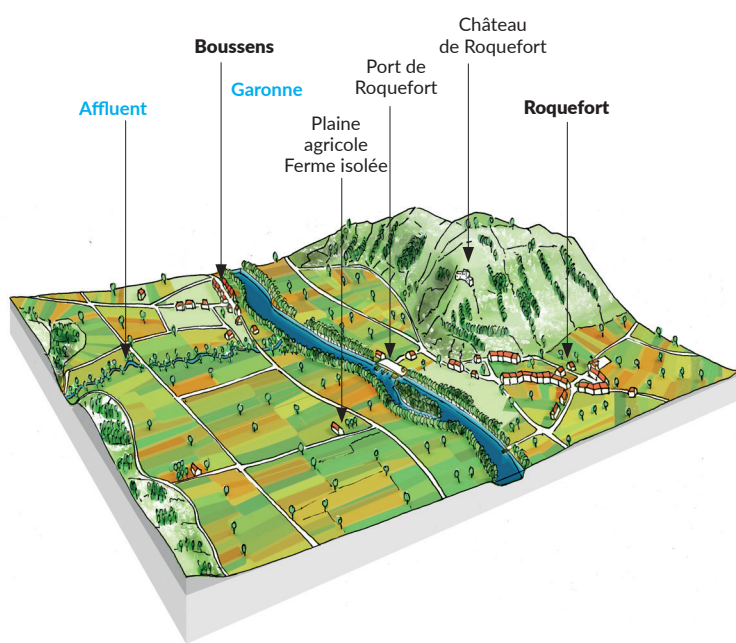 Château
de Roquefort
Boussens
Port de
Roquefort
Garonne
Affluent
Roquefort
Plaine
agricole
Ferme isolée